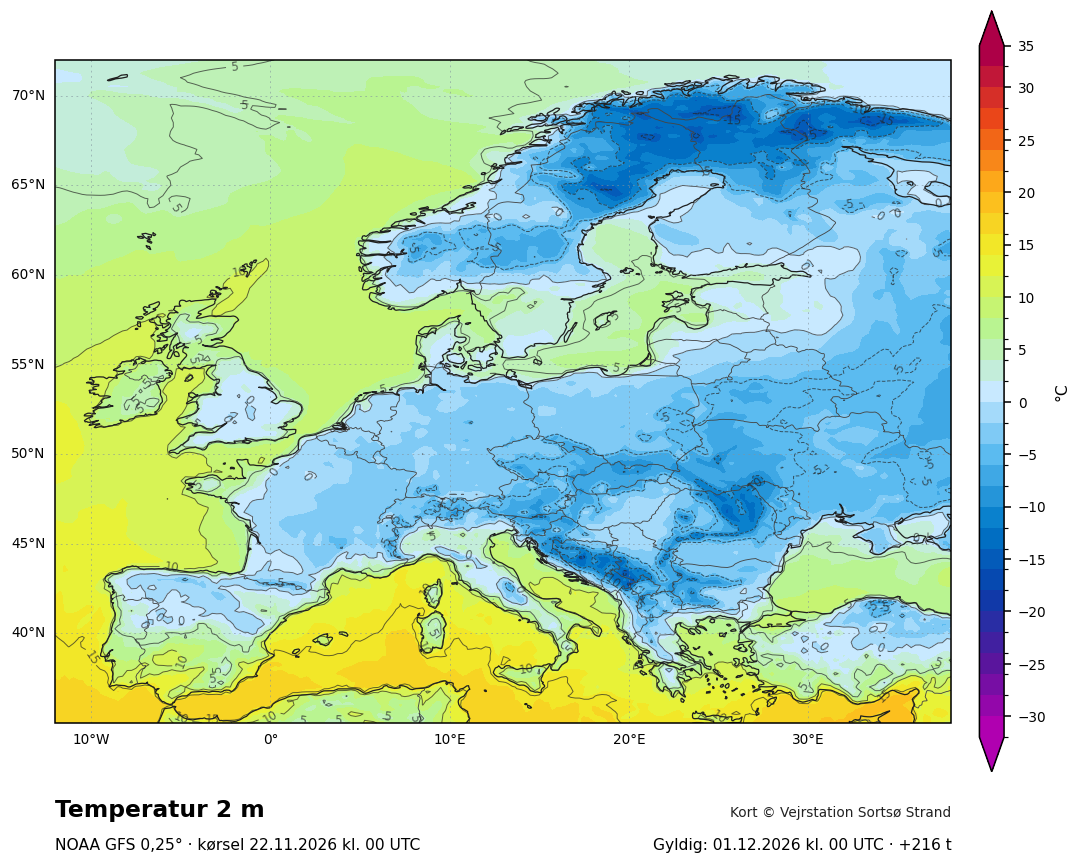 70°N
65°N
60°N
55°N
50°N
45°N
40°N
10°W 0° 10°E 20°E 30°E
35
30
25
20
15
10
5
0
−5
−10
−15
−20
−25
−30
°C
Temperatur 2 m
Kort © Vejrstation Sortsø Strand
NOAA GFS 0,25° · kørsel 22.11.2026 kl. 00 UTC
Gyldig: 01.12.2026 kl. 00 UTC · +216 t